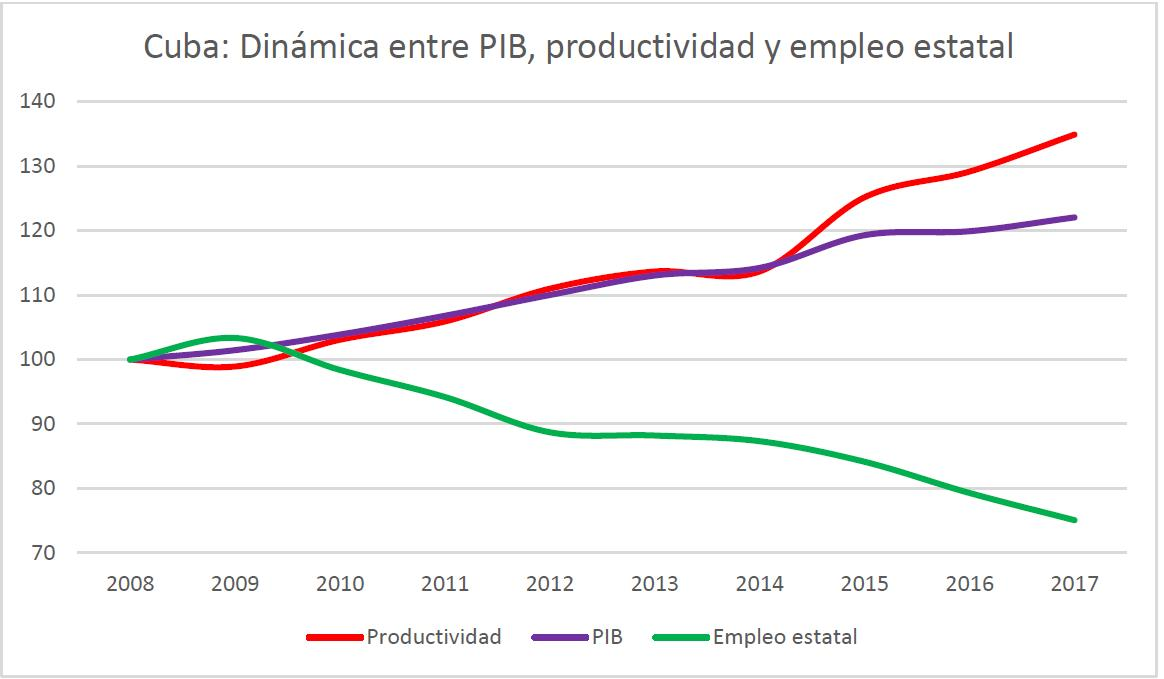 Cuba: Dinámica entre PIB, productividad y empleo estatal
140
130
120
110
100
90
80
70
2008 2009 2010 2011 2012 2013 2014 2015 2016 2017
Productividad PIB Empleo estatal